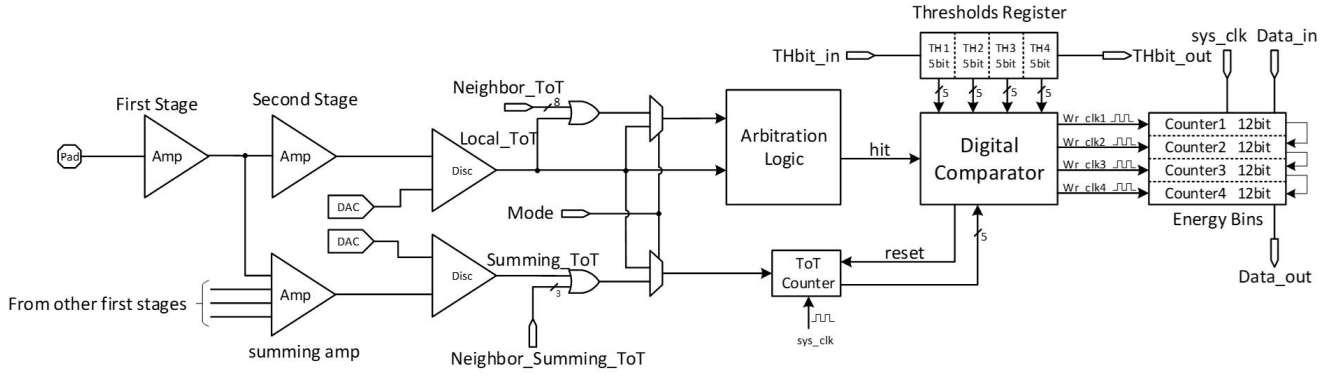 Thresholds Register
THbit_in
TH1 TH2 TH3 TH4
5bit 5bit 5bit 5bit
THbit_out
sys_clk
Data_in
5 5 5 5
First Stage
Second Stage
Neighbor_ToT
8
Local_ToT
Pad
Amp
Amp
Disc
DAC
Mode
DAC
Arbitration
Logic
hit
Digital
Comparator
Wr_clk1
Wr_clk2
Wr_clk3
Wr_clk4
Counter1 12bit
Counter2 12bit
Counter3 12bit
Counter4 12bit
Energy Bins
Data_out
reset
5
ToT
Counter
sys_clk
Summing_ToT
Disc
3
Neighbor_Summing_ToT
Amp
From other first stages
summing amp